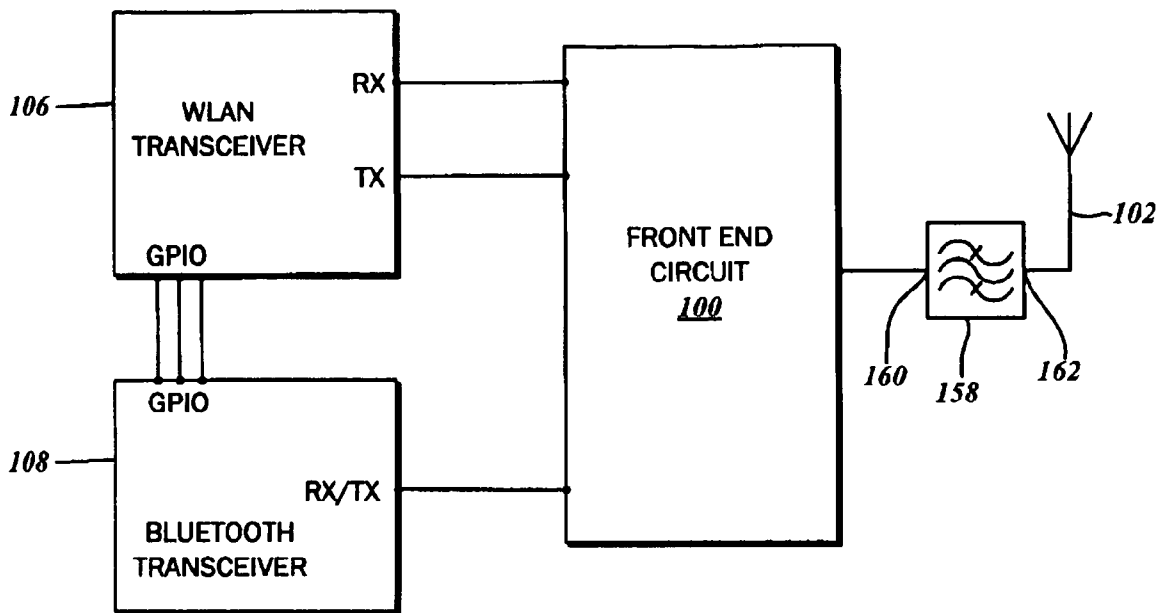 106
WLAN
TRANSCEIVER
RX
TX
GPIO
FRONT END
CIRCUIT
100
102
160
158
162
GPIO
108
RX/TX
BLUETOOTH
TRANSCEIVER